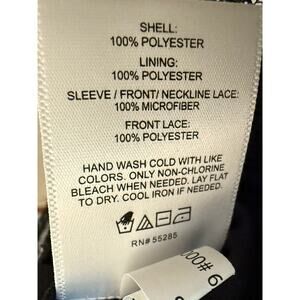 SHELL:
100% POLYESTER
LINING:
100% POLYESTER
SLEEVE / FRONT/ NECKLINE LACE:
100% MICROFIBER
FRONT LACE:
100% POLYESTER
HAND WASH COLD WITH LIKE
COLORS. ONLY NON-CHLORINE
BLEACH WHEN NEEDED. LAY FLAT
TO DRY. COOL IRON IF NEEDED.
RN# 55285